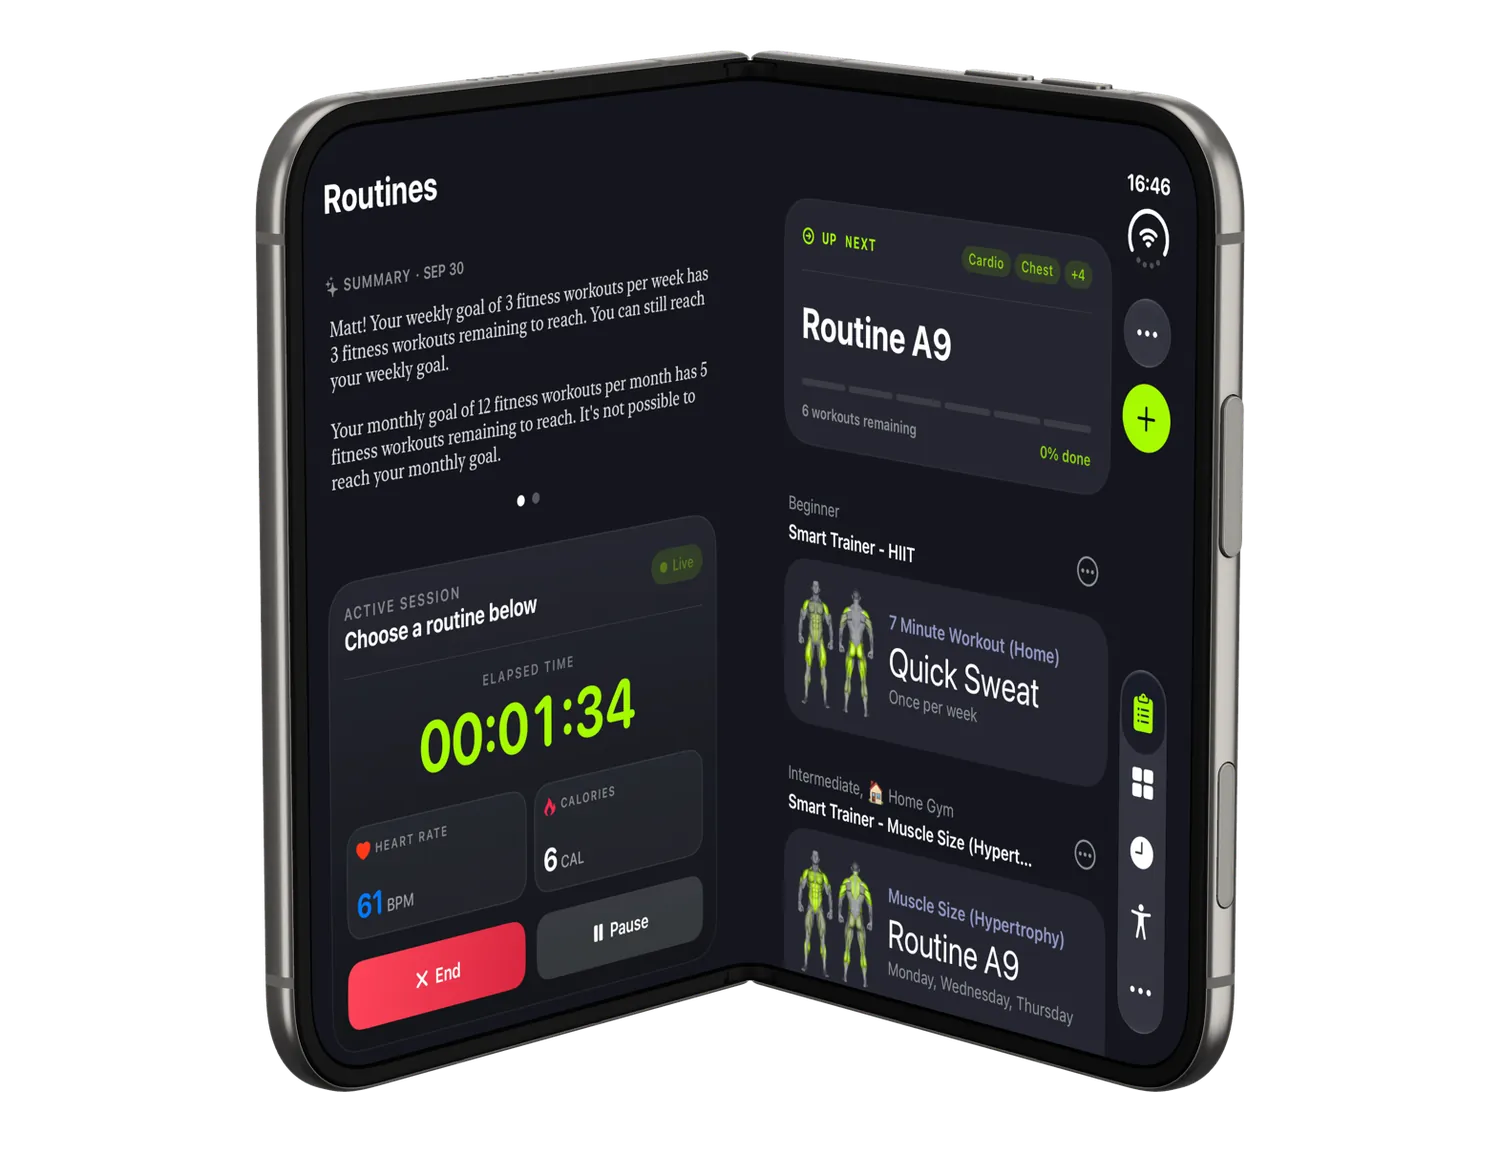 Routines
SUMMARY · SEP 30
Matt! Your weekly goal of 3 fitness workouts per week has
3 fitness workouts remaining to reach. You can still reach
your weekly goal.
Your monthly goal of 12 fitness workouts per month has 5
fitness workouts remaining to reach. It's not possible to
reach your monthly goal.
ACTIVE SESSION
Live
Choose a routine below
ELAPSED TIME
00:01:34
HEART RATE
61 BPM
CALORIES
6 CAL
End
Pause
16:46
UP NEXT
Cardio
Chest
+4
Routine A9
6 workouts remaining
0% done
Beginner
Smart Trainer - HIIT
7 Minute Workout (Home)
Quick Sweat
Once per week
Intermediate, 🏠 Home Gym
Smart Trainer - Muscle Size (Hypert...
Muscle Size (Hypertrophy)
Routine A9
Monday, Wednesday, Thursday